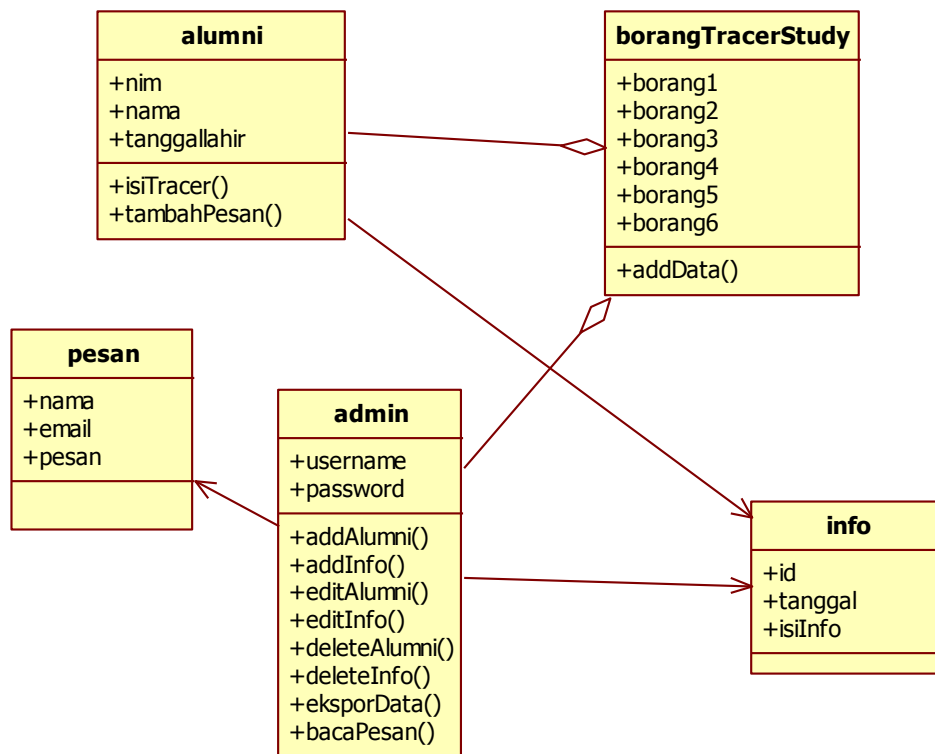 alumni
+nim
+nama
+tanggallahir
+isiTracer()
+tambahPesan()
borangTracerStudy
+borang1
+borang2
+borang3
+borang4
+borang5
+borang6
+addData()
pesan
+nama
+email
+pesan
admin
+username
+password
+addAlumni()
+addInfo()
+editAlumni()
+editInfo()
+deleteAlumni()
+deleteInfo()
+eksporData()
+bacaPesan()
info
+id
+tanggal
+isiInfo